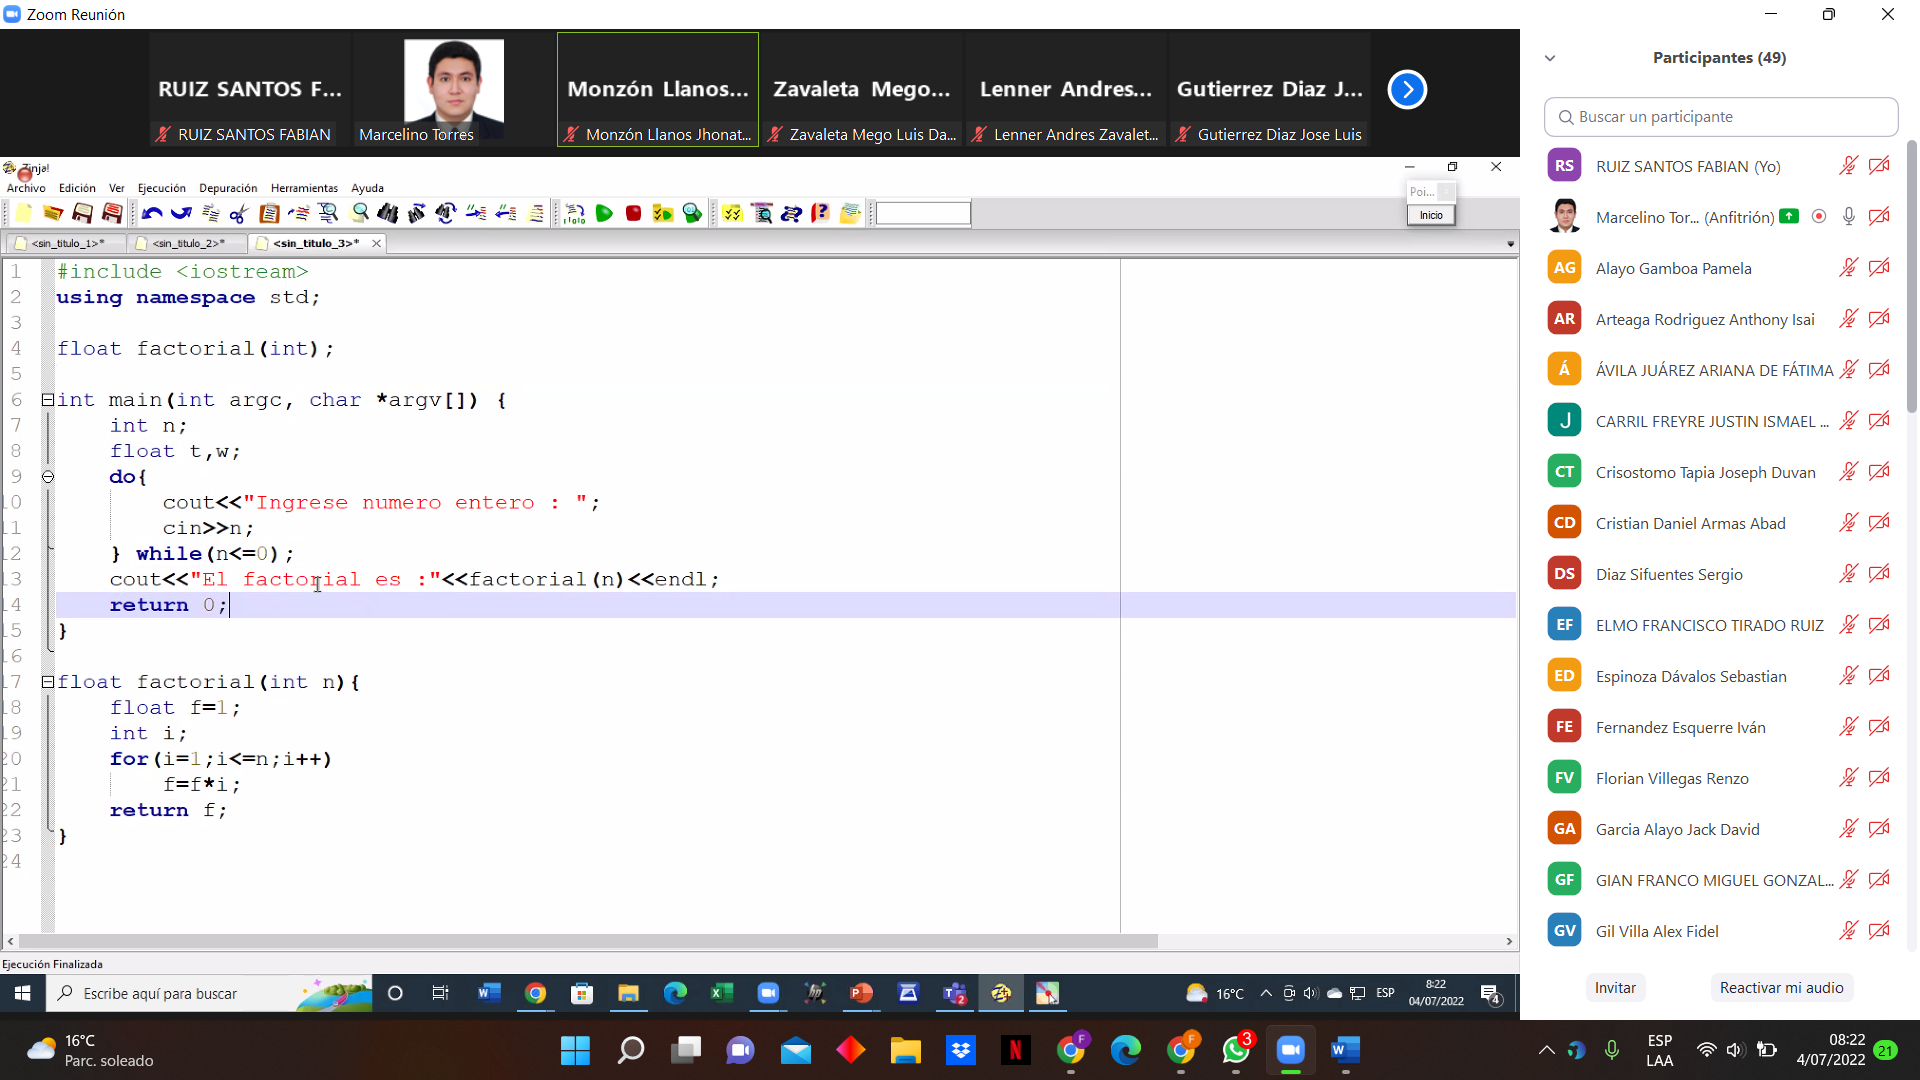 Zoom Reunión
RUIZ SANTOS F...
Monzón Llanos...
Zavaleta Mego...
Lenner Andres...
Gutierrez Diaz J...
RUIZ SANTOS FABIAN
Marcelino Torres
Monzón Llanos Jhonat...
Zavaleta Mego Luis Da...
Lenner Andres Zavalet...
Gutierrez Diaz Jose Luis
ZinjaI
Archivo Edición Ver Ejecución Depuración Herramientas Ayuda
Poi...
Inicio
<sin_titulo_1>*
<sin_titulo_2>*
<sin_titulo_3>*
1 #include <iostream>
2 using namespace std;
3
4 float factorial(int);
5
6 int main(int argc, char *argv[]) {
7 int n;
8 float t,w;
9 do{
10 cout<<"Ingrese numero entero : ";
11 cin>>n;
12 } while(n<=0);
13 cout<<"El factorial es :"<<factorial(n)<<endl;
14 return 0;
15 }
16
17 float factorial(int n){
18 float f=1;
19 int i;
20 for(i=1;i<=n;i++)
21 f=f*i;
22 return f;
23 }
24
Ejecución Finalizada
Escribe aquí para buscar
16°C
ESP
8:22
04/07/2022
4
Participantes (49)
Buscar un participante
RS RUIZ SANTOS FABIAN (Yo)
Marcelino Tor... (Anfitrión)
AG Alayo Gamboa Pamela
AR Arteaga Rodriguez Anthony Isai
Á ÁVILA JUÁREZ ARIANA DE FÁTIMA
J CARRIL FREYRE JUSTIN ISMAEL ...
CT Crisostomo Tapia Joseph Duvan
CD Cristian Daniel Armas Abad
DS Diaz Sifuentes Sergio
EF ELMO FRANCISCO TIRADO RUIZ
ED Espinoza Dávalos Sebastian
FE Fernandez Esquerre Iván
FV Florian Villegas Renzo
GA Garcia Alayo Jack David
GF GIAN FRANCO MIGUEL GONZAL...
GV Gil Villa Alex Fidel
Invitar
Reactivar mi audio
16°C
Parc. soleado
3
ESP
LAA
08:22
4/07/2022
21